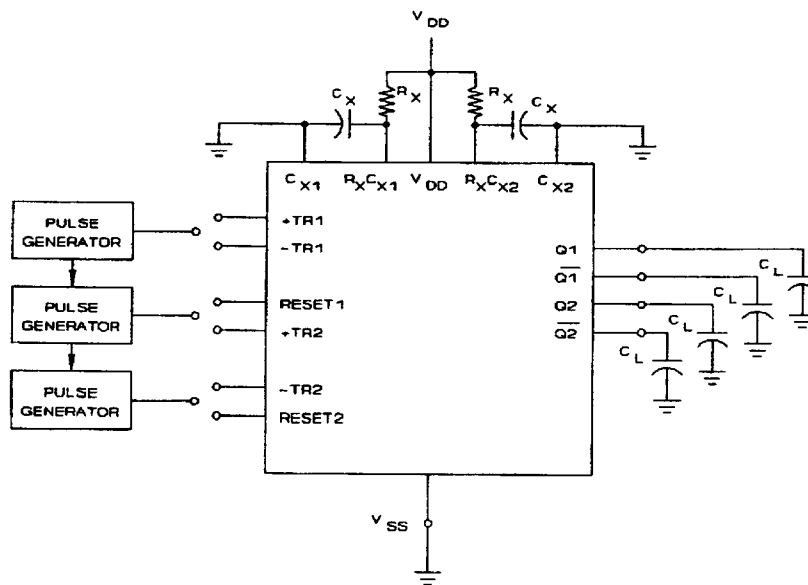 V DD
C X
R X
R X
C X
C X1
R X C X1
V DD
R X C X2
C X2
PULSE
GENERATOR
+TR1
-TR1
Q1
Q1
C L
PULSE
GENERATOR
RESET1
+TR2
Q2
Q2
C L
C L
C L
PULSE
GENERATOR
-TR2
RESET2
V SS